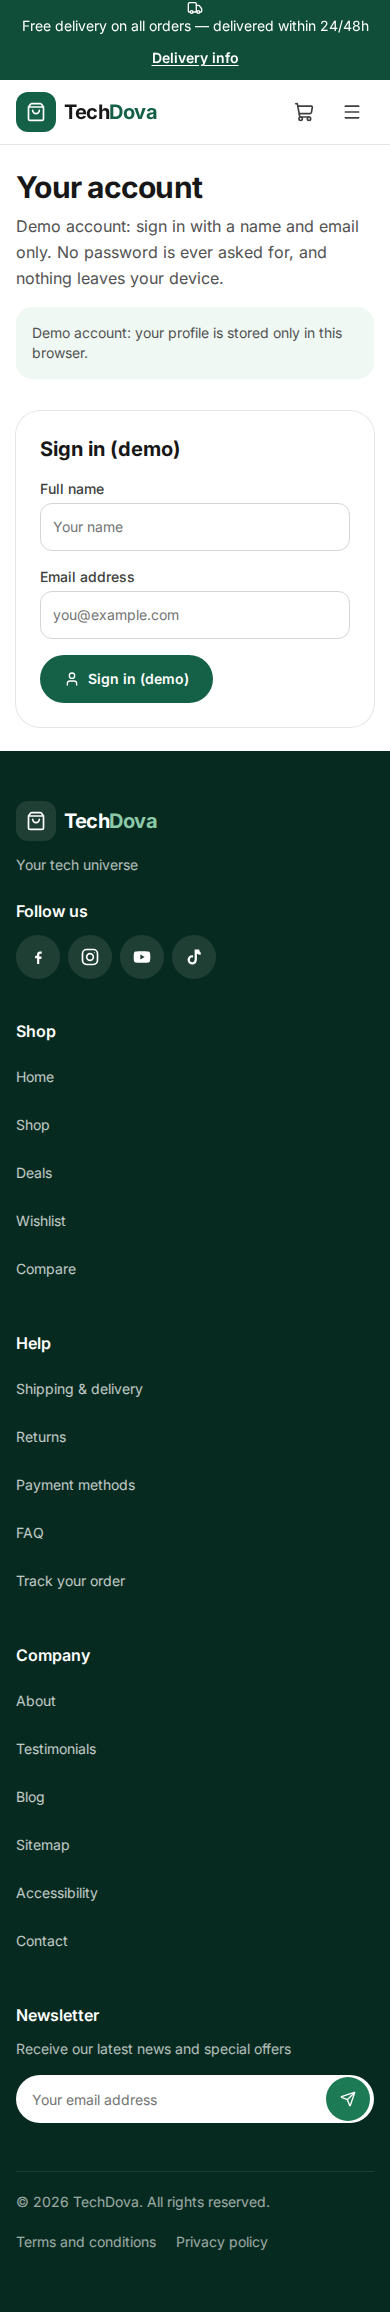 Free delivery on all orders — delivered within 24/48h
Delivery info
TechDova
Your account
Demo account: sign in with a name and email
only. No password is ever asked for, and
nothing leaves your device.
Demo account: your profile is stored only in this
browser.
Sign in (demo)
Full name
Your name
Email address
you@example.com
Sign in (demo)
TechDova
Your tech universe
Follow us
Shop
Home
Shop
Deals
Wishlist
Compare
Help
Shipping & delivery
Returns
Payment methods
FAQ
Track your order
Company
About
Testimonials
Blog
Sitemap
Accessibility
Contact
Newsletter
Receive our latest news and special offers
Your email address
© 2026 TechDova. All rights reserved.
Terms and conditions Privacy policy